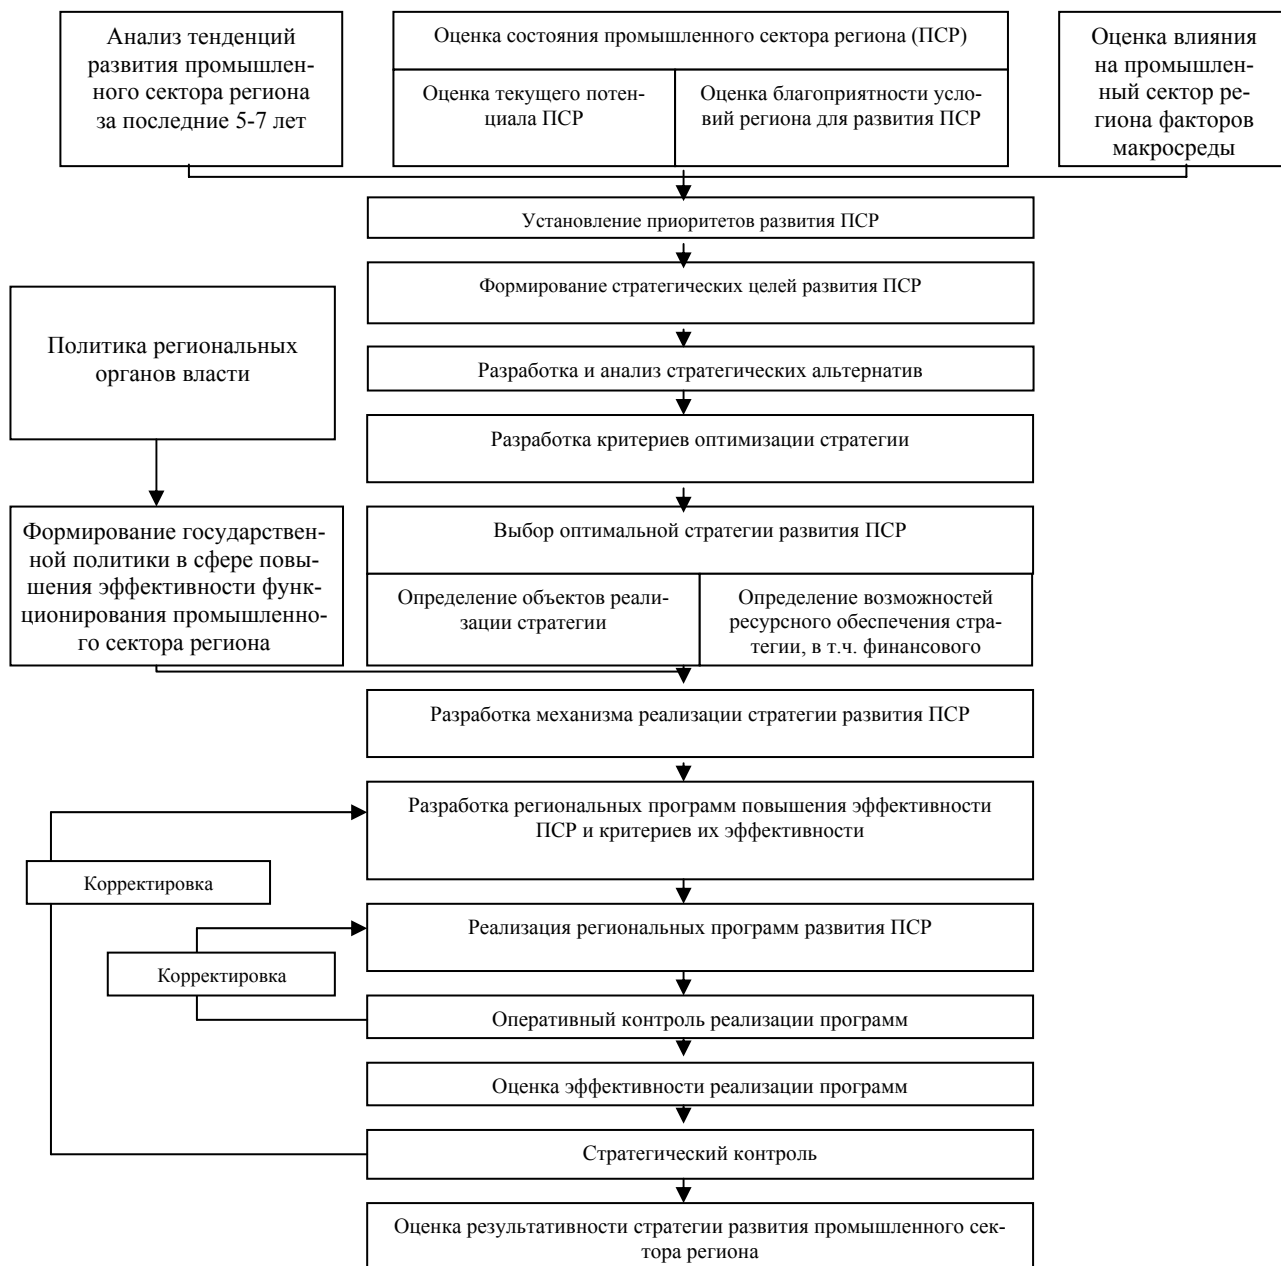 Анализ тенденций
развития промышлен-
ного сектора региона
за последние 5-7 лет
Оценка состояния промышленного сектора региона (ПСР)
Оценка текущего потен-
циала ПСР
Оценка благоприятности усло-
вий региона для развития ПСР
Оценка влияния
на промышлен-
ный сектор ре-
гиона факторов
макросреды
Установление приоритетов развития ПСР
Формирование стратегических целей развития ПСР
Политика региональных
органов власти
Разработка и анализ стратегических альтернатив
Разработка критериев оптимизации стратегии
Формирование государствен-
ной политики в сфере повы-
шения эффективности функ-
ционирования промышленно-
го сектора региона
Выбор оптимальной стратегии развития ПСР
Определение объектов реали-
зации стратегии
Определение возможностей
ресурсного обеспечения стра-
тегии, в т.ч. финансового
Разработка механизма реализации стратегии развития ПСР
Разработка региональных программ повышения эффективности
ПСР и критериев их эффективности
Корректировка
Реализация региональных программ развития ПСР
Корректировка
Оперативный контроль реализации программ
Оценка эффективности реализации программ
Стратегический контроль
Оценка результативности стратегии развития промышленного сек-
тора региона